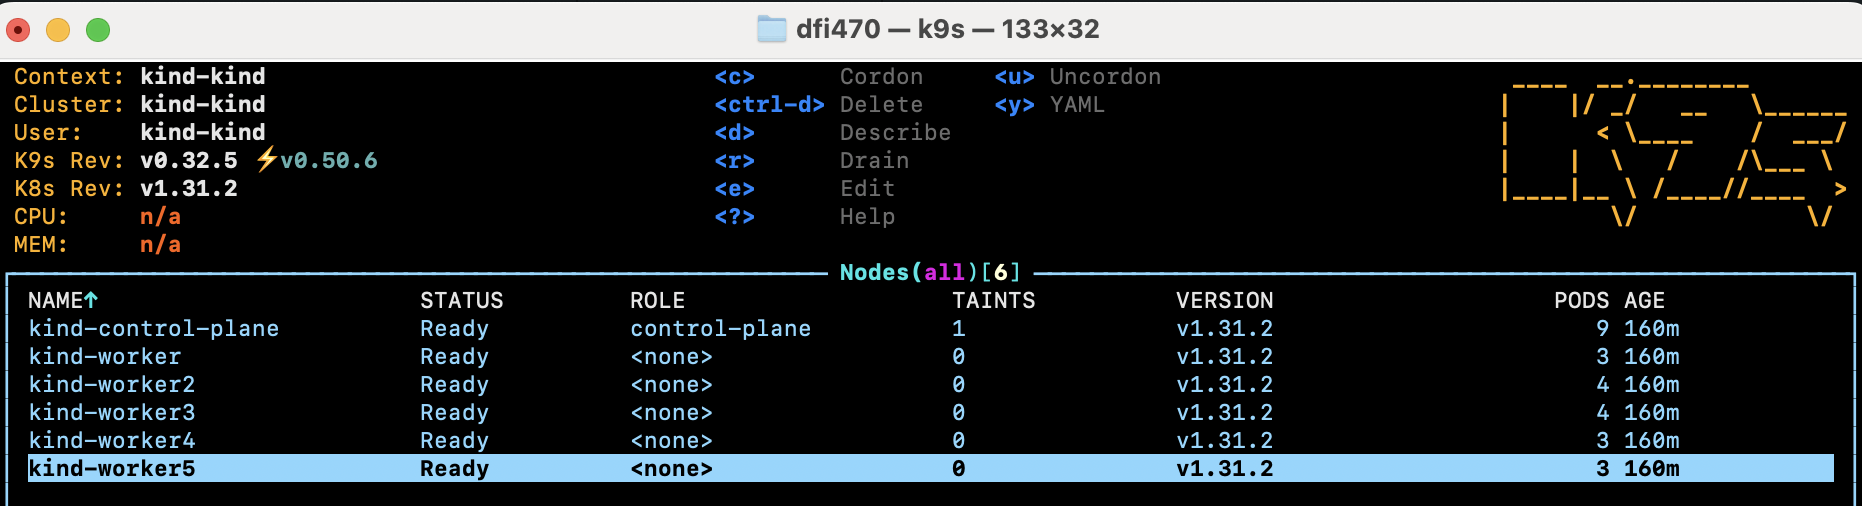 dfi470 — k9s — 133×32
Context: kind-kind <c> Cordon <u> Uncordon
Cluster: kind-kind <ctrl-d> Delete <y> YAML
User: kind-kind <d> Describe
K9s Rev: v0.32.5 ⚡v0.50.6 <r> Drain
K8s Rev: v1.31.2 <e> Edit
CPU: n/a <?> Help
MEM: n/a
Nodes(all)[6]
NAME↑ STATUS ROLE TAINTS VERSION PODS AGE
kind-control-plane Ready control-plane 1 v1.31.2 9 160m
kind-worker Ready <none> 0 v1.31.2 3 160m
kind-worker2 Ready <none> 0 v1.31.2 4 160m
kind-worker3 Ready <none> 0 v1.31.2 4 160m
kind-worker4 Ready <none> 0 v1.31.2 3 160m
kind-worker5 Ready <none> 0 v1.31.2 3 160m